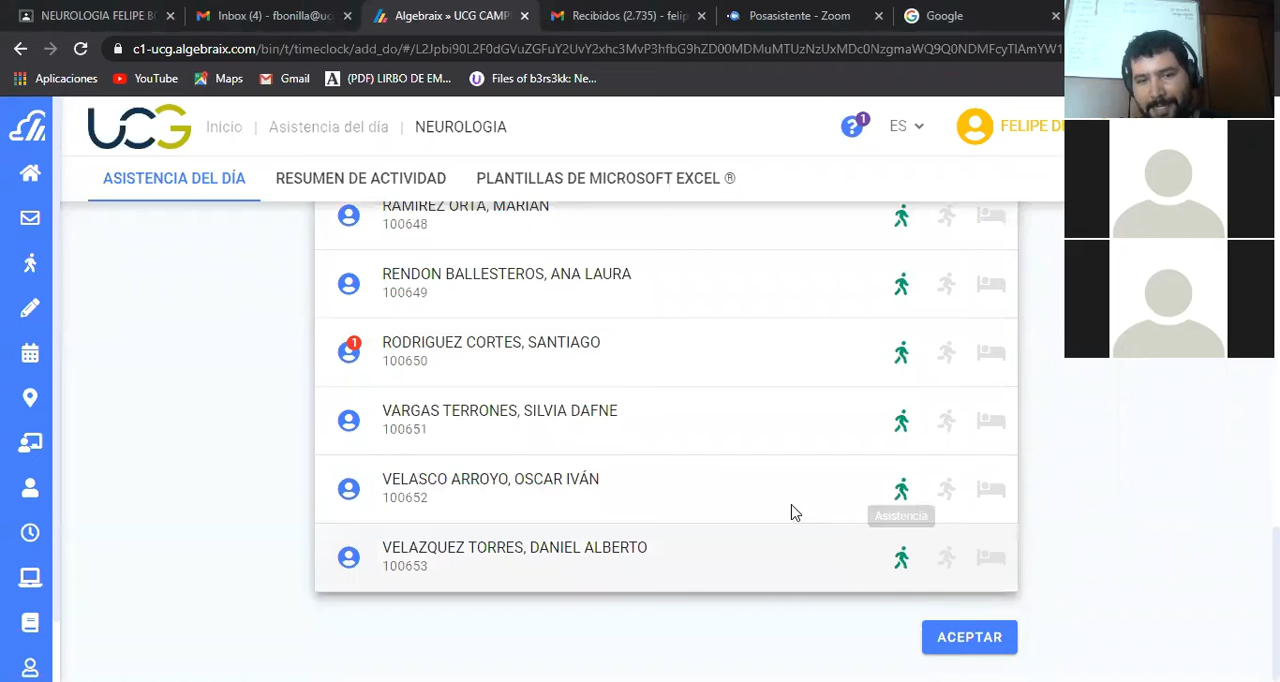 NEUROLOGIA FELIPE B
Inbox (4) - fbonilla@uc
Algebraix » UCG CAMP
Recibidos (2.735) - felip
Posasistente - Zoom
Google
c1-ucg.algebraix.com/bin/t/timeclock/add_do/#/L2Jpbi90L2F0dGVuZGFuY2UvY2xhc3MvP3hfbG9hZD00MDMuMTUzNzUxMDc0NzgmaWQ9Q0NDMFcyTlAmYW1
Aplicaciones
YouTube
Maps
Gmail
(PDF) LIRBO DE EM...
Files of b3rs3kk: Ne...
UCG
Inicio | Asistencia del día | NEUROLOGIA
1
ES
FELIPE D
ASISTENCIA DEL DÍA
RESUMEN DE ACTIVIDAD
PLANTILLAS DE MICROSOFT EXCEL ®
RAMIREZ ORTA, MARIAN
100648
RENDON BALLESTEROS, ANA LAURA
100649
1
RODRIGUEZ CORTES, SANTIAGO
100650
VARGAS TERRONES, SILVIA DAFNE
100651
VELASCO ARROYO, OSCAR IVÁN
100652
Asistencia
VELAZQUEZ TORRES, DANIEL ALBERTO
100653
ACEPTAR